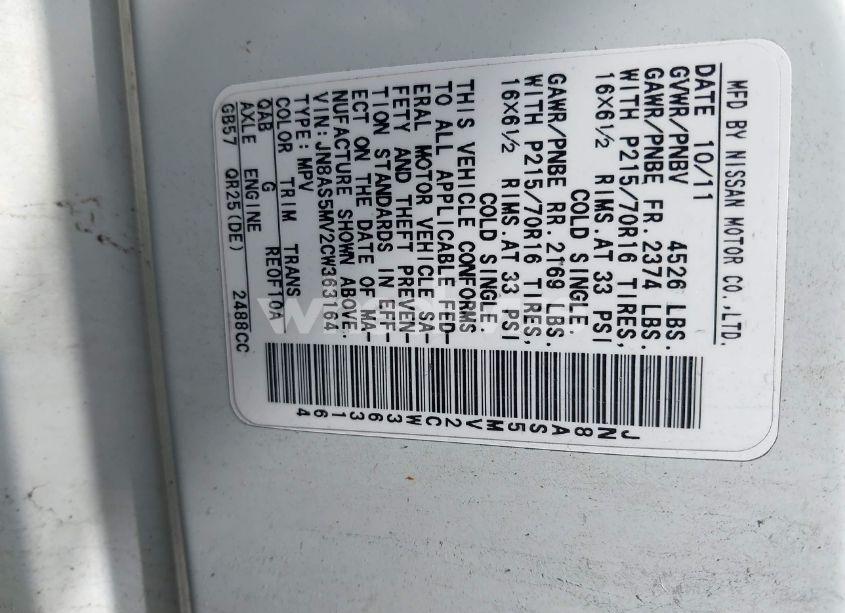 MFD BY NISSAN MOTOR CO.,LTD.
DATE 10/11
GVWR/PNBV 4526 LBS.
GAWR/PNBE FR. 2374 LBS.
WITH P215/70R16 TIRES,
16X6½ RIMS.AT 33 PSI
COLD SINGLE
GAWR/PNBE RR. 2169 LBS.
WITH P215/70R16 TIRES,
16X6½ RIMS.AT 33 PSI
COLD SINGLE
THIS VEHICLE CONFORMS
TO ALL APPLICABLE FED-
ERAL MOTOR VEHICLE SA-
FETY AND THEFT PREVEN-
TION STANDARDS IN EFF-
ECT ON THE DATE OF MA-
NUFACTURE SHOWN ABOVE.
VIN:JN8AS5MV2CW363164
TYPE:MPV
COLOR TRIM TRANS
QAB G RE0F10A
AXLE ENGINE
GB57 QR25(DE) 2488CC
JN8AS5MV2CW363164